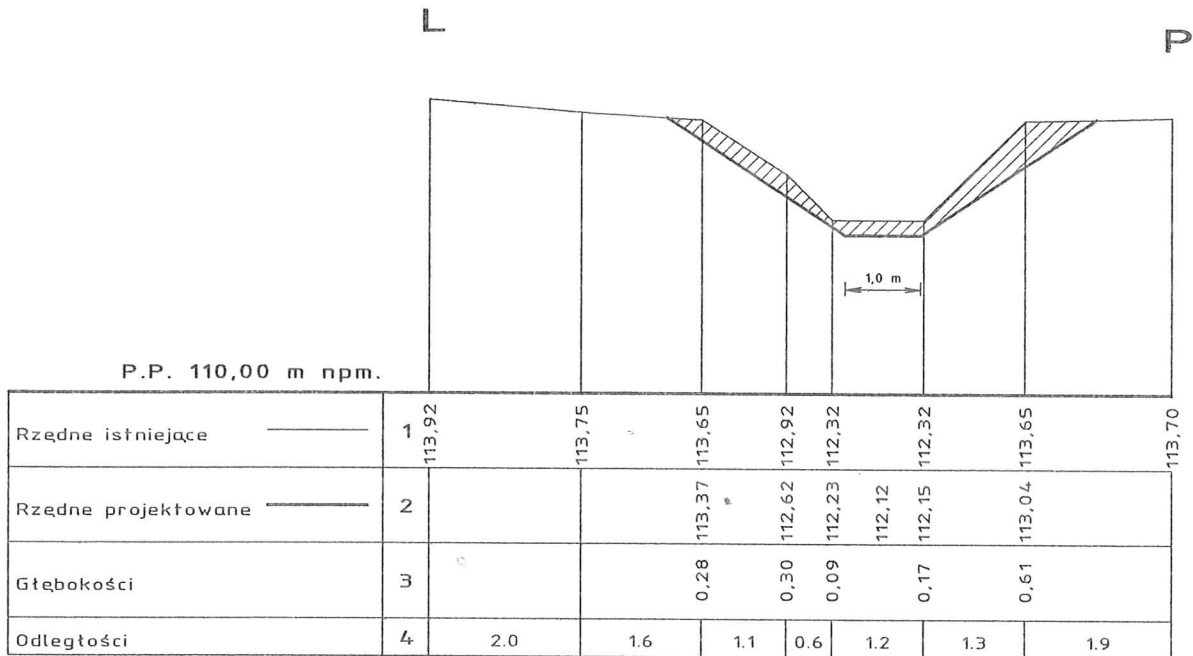 L
P
1,0 m
P.P. 110,00 m npm.
Rzędne istniejące 1 113,92 113,75 113,65 112,92 112,32 112,32 113,65 113,70
Rzędne projektowane 2 113,37 112,62 112,23 112,12 112,15 113,04
Głębokości 3 0,28 0,30 0,09 0,17 0,61
Odległości 4 2.0 1.6 1.1 0.6 1.2 1.3 1.9